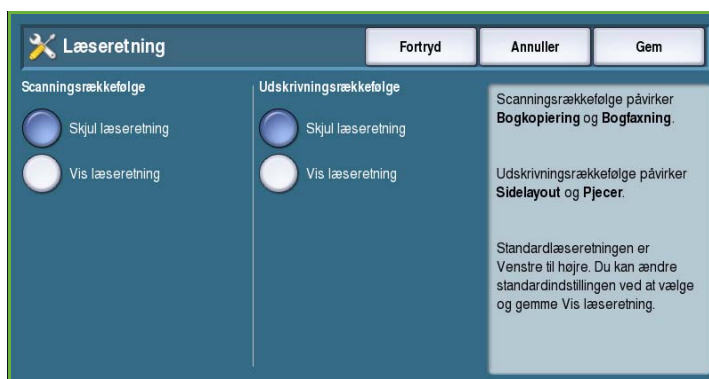 Læseretning
Fortryd
Annuller
Gem
Scanningsrækkefølge
Skjul læseretning
Vis læseretning
Udskrivningsrækkefølge
Skjul læseretning
Vis læseretning
Scanningsrækkefølge påvirker
Bogkopiering og Bogfaxning.
Udskrivningsrækkefølge påvirker
Sidelayout og Pjecer.
Standardlæseretningen er
Venstre til højre. Du kan ændre
standardindstillingen ved at vælge
og gemme Vis læseretning.